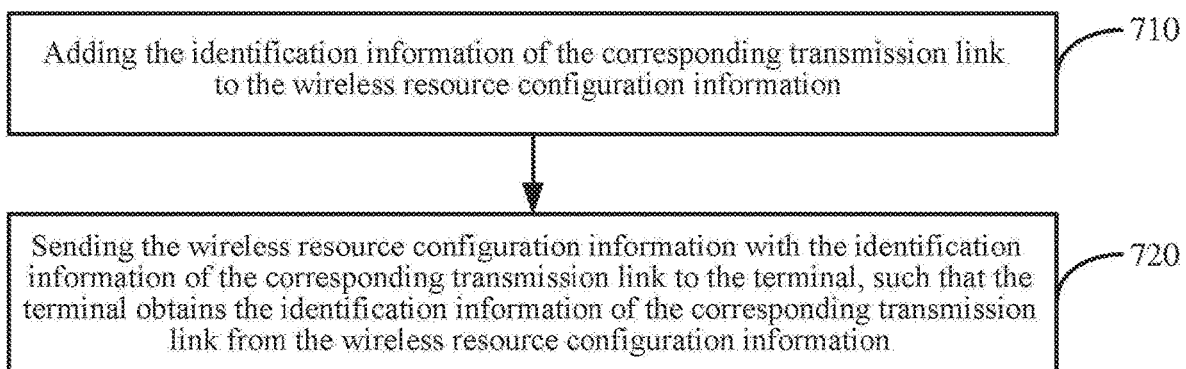 Adding the identification information of the corresponding transmission link
to the wireless resource configuration information
710
Sending the wireless resource configuration information with the identification
information of the corresponding transmission link to the terminal, such that the
terminal obtains the identification information of the corresponding transmission
link from the wireless resource configuration information
720